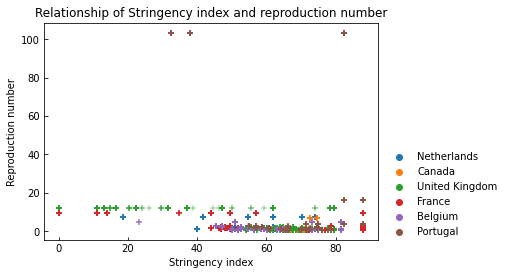 Relationship of Stringency index and reproduction number
Reproduction number
100
80
60
40
20
0
0
20
40
60
80
Stringency index
Netherlands
Canada
United Kingdom
France
Belgium
Portugal